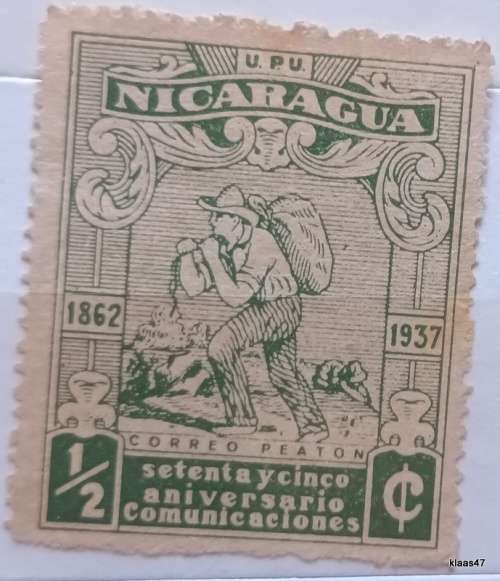 U.P.U.
NICARAGUA
1862
1937
CORREO PEATON
1/2
setenta y cinco
aniversario
comunicaciones
₵
klaas47